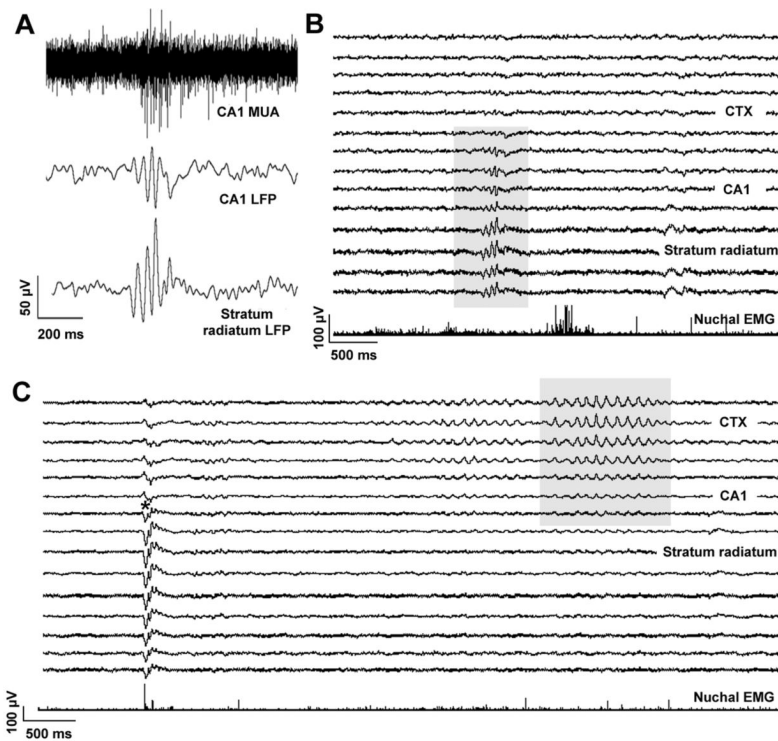 A
CA1 MUA
CA1 LFP
50 µV
Stratum
radiatum LFP
200 ms
B
CTX
CA1
Stratum radiatum
Nuchal EMG
100 µV
500 ms
C
CTX
CA1
*
Stratum radiatum
Nuchal EMG
100 µV
500 ms